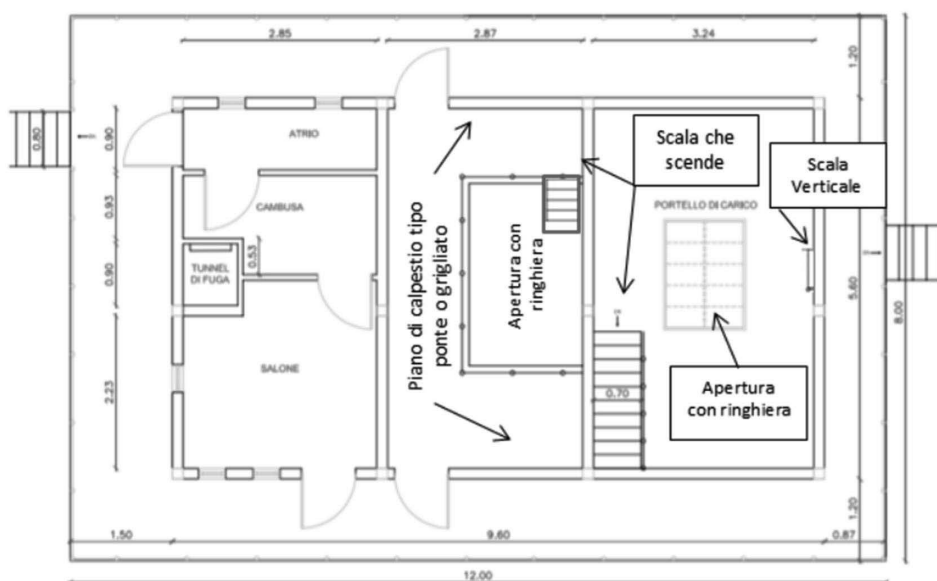 2.85
2.87
3.24
1.20
0.80
0.90
ATRIO
Scala che
scende
Scala
Verticale
0.93
CAMBUSA
PORTELLO DI CARICO
0.53
0.90
TUNNEL
DI FUGA
Piano di calpestio tipo
ponte o grigliato
Apertura con
ringhiera
5.60
8.00
2.23
SALONE
0.70
Apertura
con ringhiera
1.20
1.50
9.60
0.87
12.00